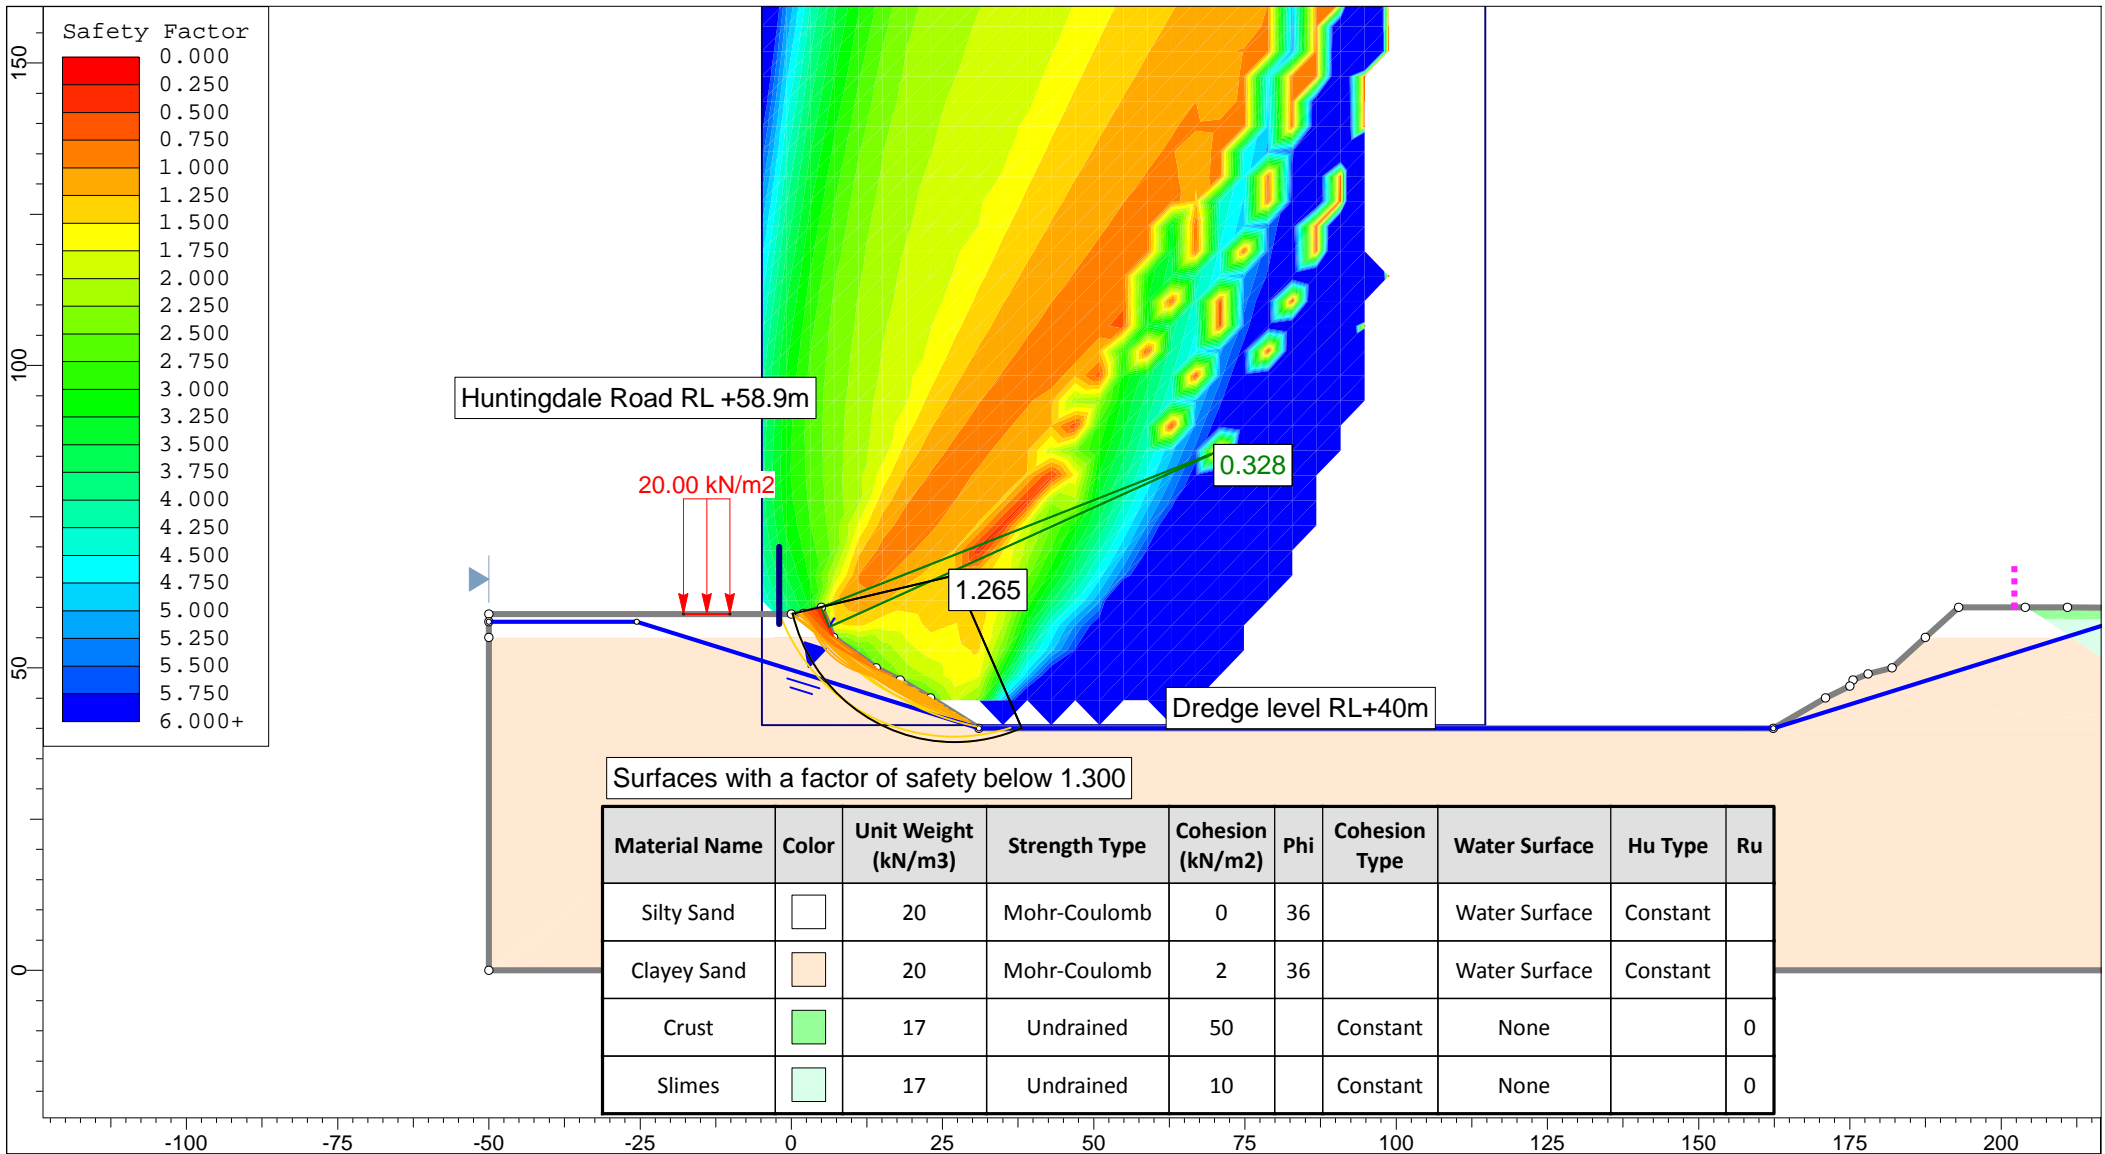 Safety Factor
0.000
0.250
0.500
0.750
1.000
1.250
1.500
1.750
2.000
2.250
2.500
2.750
3.000
3.250
3.500
3.750
4.000
4.250
4.500
4.750
5.000
5.250
5.500
5.750
6.000+
150
100
50
0
Huntingdale Road RL +58.9m
20.00 kN/m2
0.328
1.265
Dredge level RL+40m
Surfaces with a factor of safety below 1.300
Material Name Color Unit Weight (kN/m3) Strength Type Cohesion (kN/m2) Phi Cohesion Type Water Surface Hu Type Ru
Silty Sand 20 Mohr-Coulomb 0 36 Water Surface Constant
Clayey Sand 20 Mohr-Coulomb 2 36 Water Surface Constant
Crust 17 Undrained 50 Constant None 0
Slimes 17 Undrained 10 Constant None 0
-100 -75 -50 -25 0 25 50 75 100 125 150 175 200